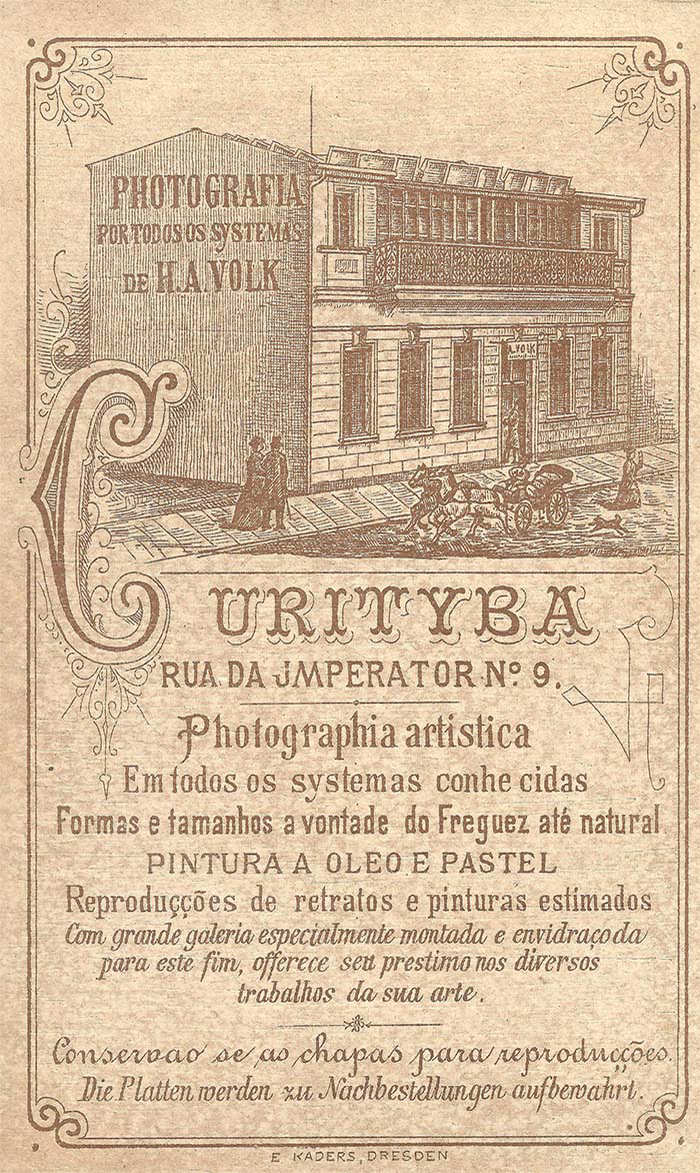 PHOTOGRAFIA
POR TODOS OS SYSTEMAS
DE H.A.VOLK
A. VOLK
CURITYBA
RUA DA JMPERATOR Nº 9.
Photographia artistica
Em todos os systemas conhe cidas
Formas e tamanhos a vontade do Freguez até natural
PINTURA A OLEO E PASTEL
Reproducções de retratos e pinturas estimados
Com grande galeria especialmente montada e envidraçoda
para este fim, offerece seu prestimo nos diversos
trabalhos da sua arte.
Conservao se as chapas para reproducções.
Die Platten werden zu Nachbestellungen aufbewahrt.
E KADERS, DRESDEN